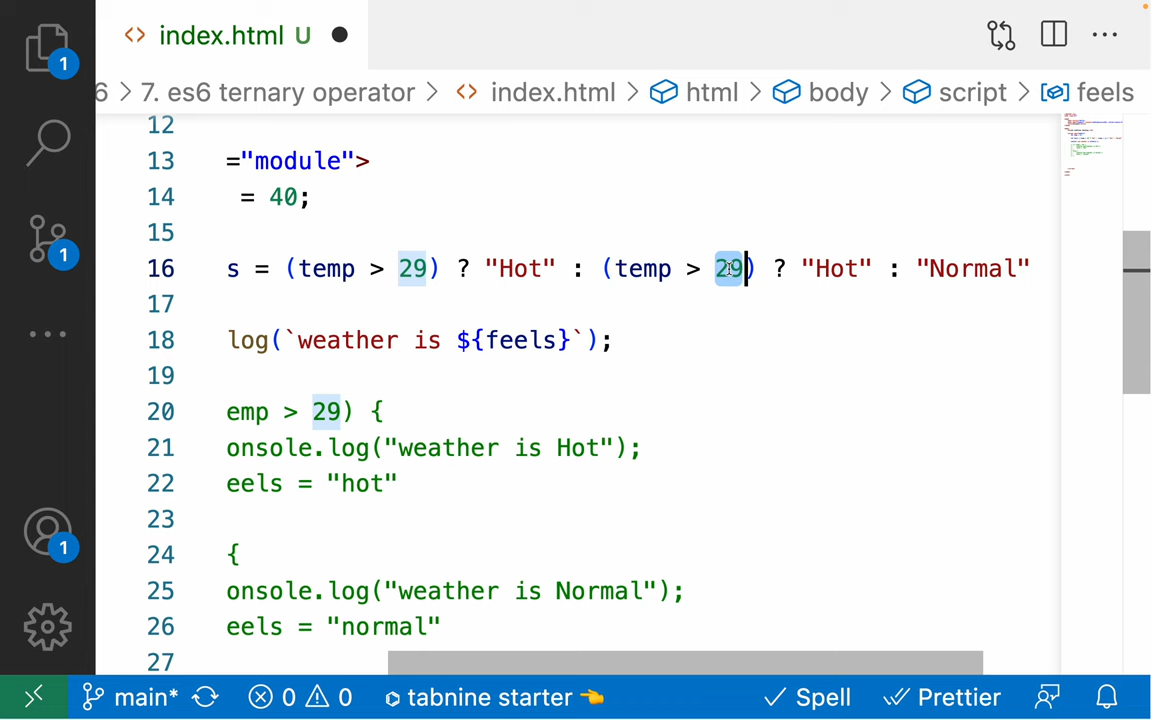 index.html U
6 > 7. es6 ternary operator > index.html > html > body > script > feels
12
13 ="module">
14 = 40;
15
16 s = (temp > 29) ? "Hot" : (temp > 29) ? "Hot" : "Normal"
17
18 log(`weather is ${feels}`);
19
20 emp > 29) {
21 onsole.log("weather is Hot");
22 eels = "hot"
23
24 {
25 onsole.log("weather is Normal");
26 eels = "normal"
27
1
1
1
main* 0 0 tabnine starter Spell Prettier